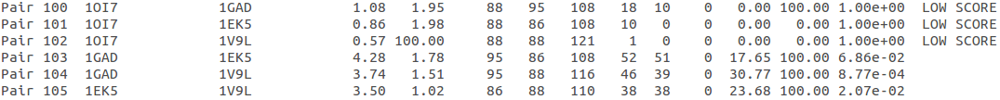 Pair 100 1OI7 1GAD 1.08 1.95 88 95 108 18 10 0 0.00 100.00 1.00e+00 LOW SCORE
Pair 101 1OI7 1EK5 0.86 1.98 88 86 108 10 0 0 0.00 0.00 1.00e+00 LOW SCORE
Pair 102 1OI7 1V9L 0.57 100.00 88 88 121 1 0 0 0.00 0.00 1.00e+00 LOW SCORE
Pair 103 1GAD 1EK5 4.28 1.78 95 86 108 52 51 0 17.65 100.00 6.86e-02
Pair 104 1GAD 1V9L 3.74 1.51 95 88 116 46 39 0 30.77 100.00 8.77e-04
Pair 105 1EK5 1V9L 3.50 1.02 86 88 110 38 38 0 23.68 100.00 2.07e-02